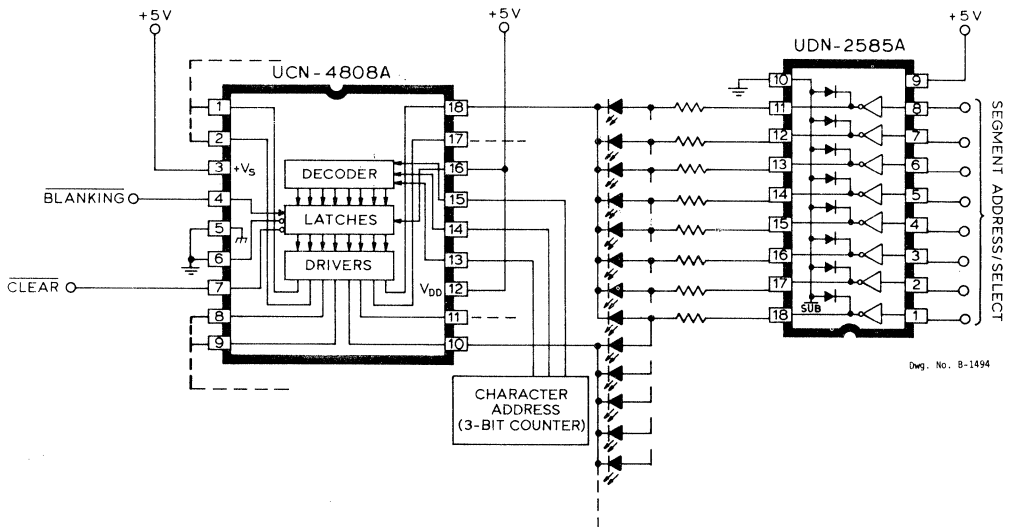 +5V
+5V
+5V
UCN-4808A
UDN-2585A
1
2
3
+VS
4
5
6
7
8
9
18
17
16
15
14
13
VDD
12
11
10
DECODER
LATCHES
DRIVERS
BLANKING
CLEAR
CHARACTER
ADDRESS
(3-BIT COUNTER)
10
11
12
13
14
15
16
17
18
SUB
9
8
7
6
5
4
3
2
1
SEGMENT ADDRESS/SELECT
Dwg. No. B-1494